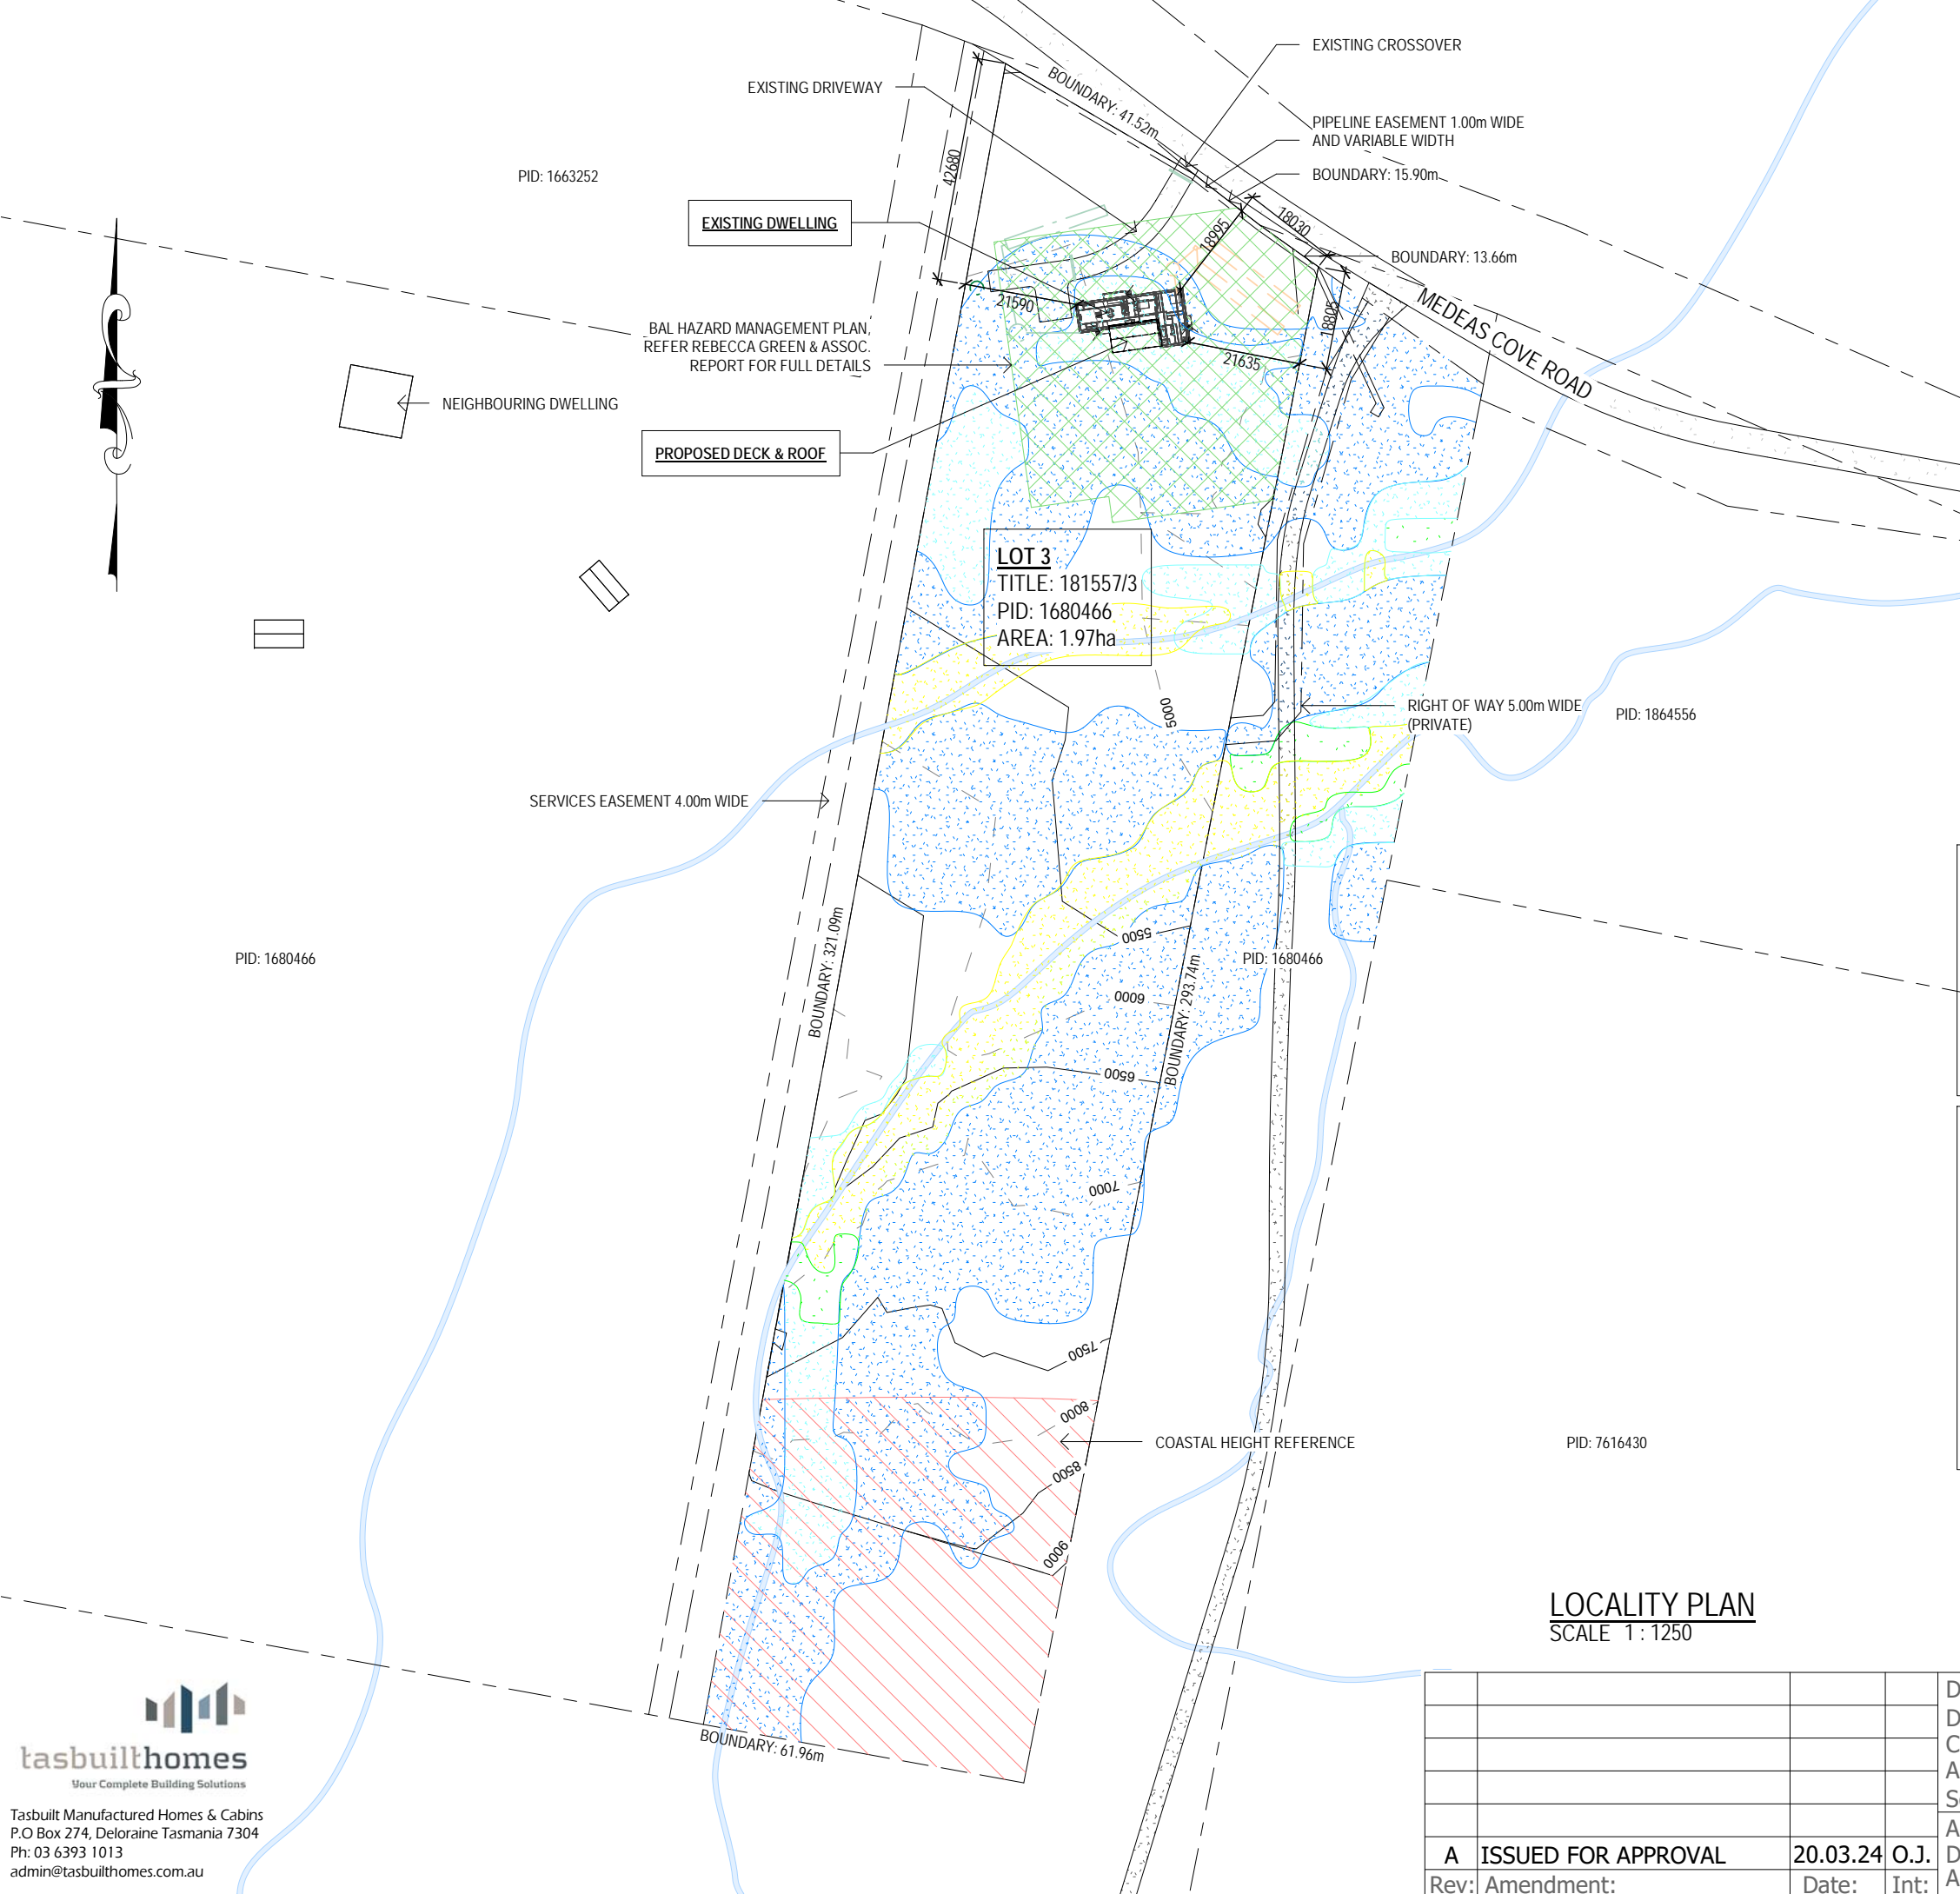 EXISTING CROSSOVER
EXISTING DRIVEWAY
BOUNDARY: 41.52m
PIPELINE EASEMENT 1.00m WIDE
AND VARIABLE WIDTH
PID: 1663252
42680
BOUNDARY: 15.90m
EXISTING DWELLING
18030
18995
BOUNDARY: 13.66m
MEDEAS COVE ROAD
21590
18805
BAL HAZARD MANAGEMENT PLAN,
REFER REBECCA GREEN & ASSOC.
REPORT FOR FULL DETAILS
21635
NEIGHBOURING DWELLING
PROPOSED DECK & ROOF
LOT 3
TITLE: 181557/3
PID: 1680466
AREA: 1.97ha
5000
RIGHT OF WAY 5.00m WIDE
(PRIVATE)
PID: 1864556
SERVICES EASEMENT 4.00m WIDE
BOUNDARY: 321.09m
5500
PID: 1680466
PID: 1680466
BOUNDARY: 293.74m
6000
6500
7000
7500
8000
COASTAL HEIGHT REFERENCE
PID: 7616430
8500
9000
LOCALITY PLAN
SCALE 1 : 1250
BOUNDARY: 61.96m
tasbuilthomes
Your Complete Building Solutions
Tasbuilt Manufactured Homes & Cabins
P.O Box 274, Deloraine Tasmania 7304
Ph: 03 6393 1013
admin@tasbuilthomes.com.au
A ISSUED FOR APPROVAL 20.03.24 O.J.
Rev: Amendment: Date: Int: